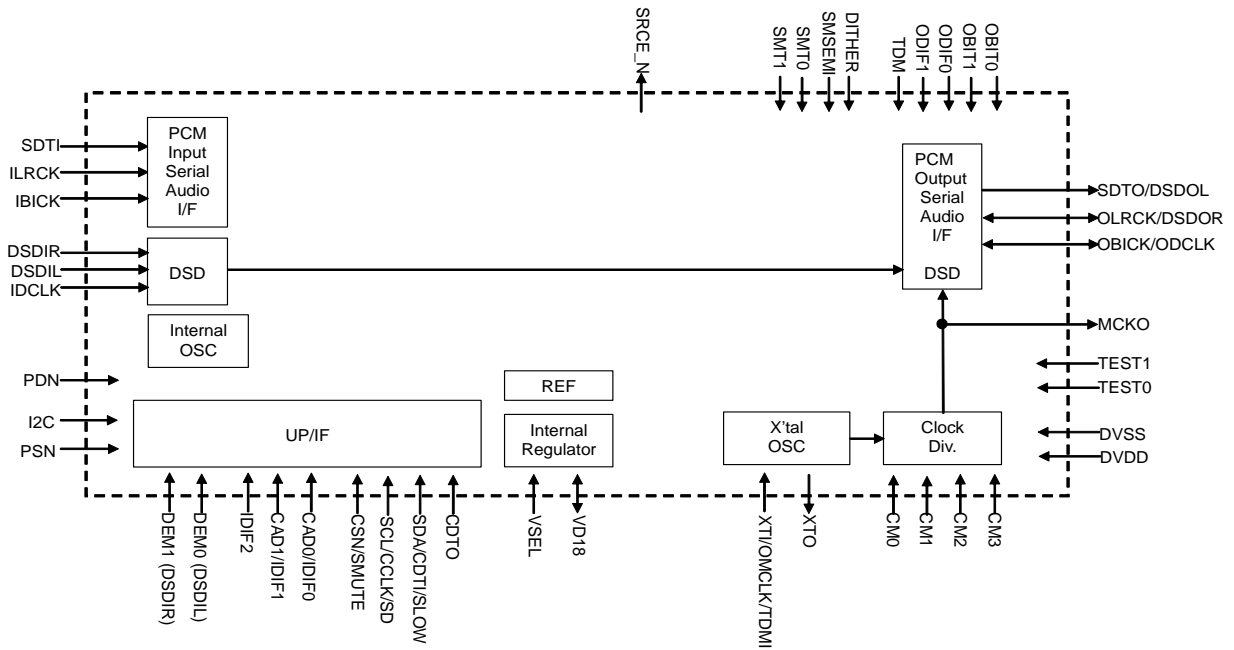 SRCE_N
SMT1
SMT0
SMSEMI
DITHER
TDM
ODIF1
ODIF0
OBIT1
OBIT0
SDTI
ILRCK
IBICK
PCM
Input
Serial
Audio
I/F
PCM
Output
Serial
Audio
I/F
DSD
SDTO/DSDOL
OLRCK/DSDOR
OBICK/ODCLK
DSDIR
DSDIL
IDCLK
DSD
Internal
OSC
MCKO
TEST1
TEST0
PDN
I2C
PSN
REF
UP/IF
Internal
Regulator
X'tal
OSC
Clock
Div.
DVSS
DVDD
DEM1 (DSDIR)
DEM0 (DSDIL)
IDIF2
CAD1/IDIF1
CAD0/IDIF0
CSN/SMUTE
SCL/CCLK/SD
SDA/CDTI/SLOW
CDTO
VSEL
VD18
XTI/OMCLK/TDMI
XTO
CM0
CM1
CM2
CM3